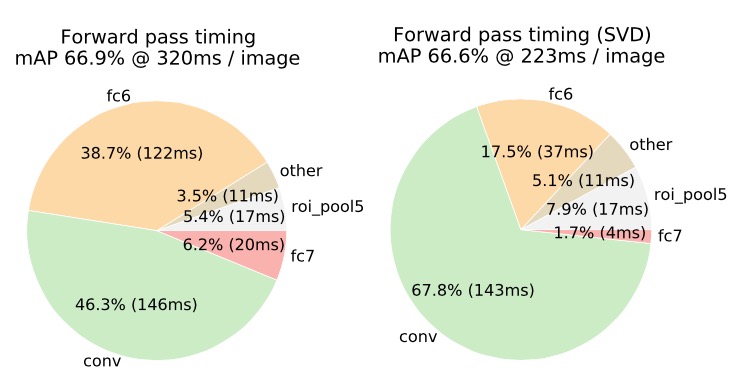 Forward pass timing
mAP 66.9% @ 320ms / image
fc6
38.7% (122ms)
other
3.5% (11ms)
roi_pool5
5.4% (17ms)
6.2% (20ms)
fc7
46.3% (146ms)
conv
Forward pass timing (SVD)
mAP 66.6% @ 223ms / image
fc6
17.5% (37ms)
other
5.1% (11ms)
roi_pool5
7.9% (17ms)
1.7% (4ms)
fc7
67.8% (143ms)
conv